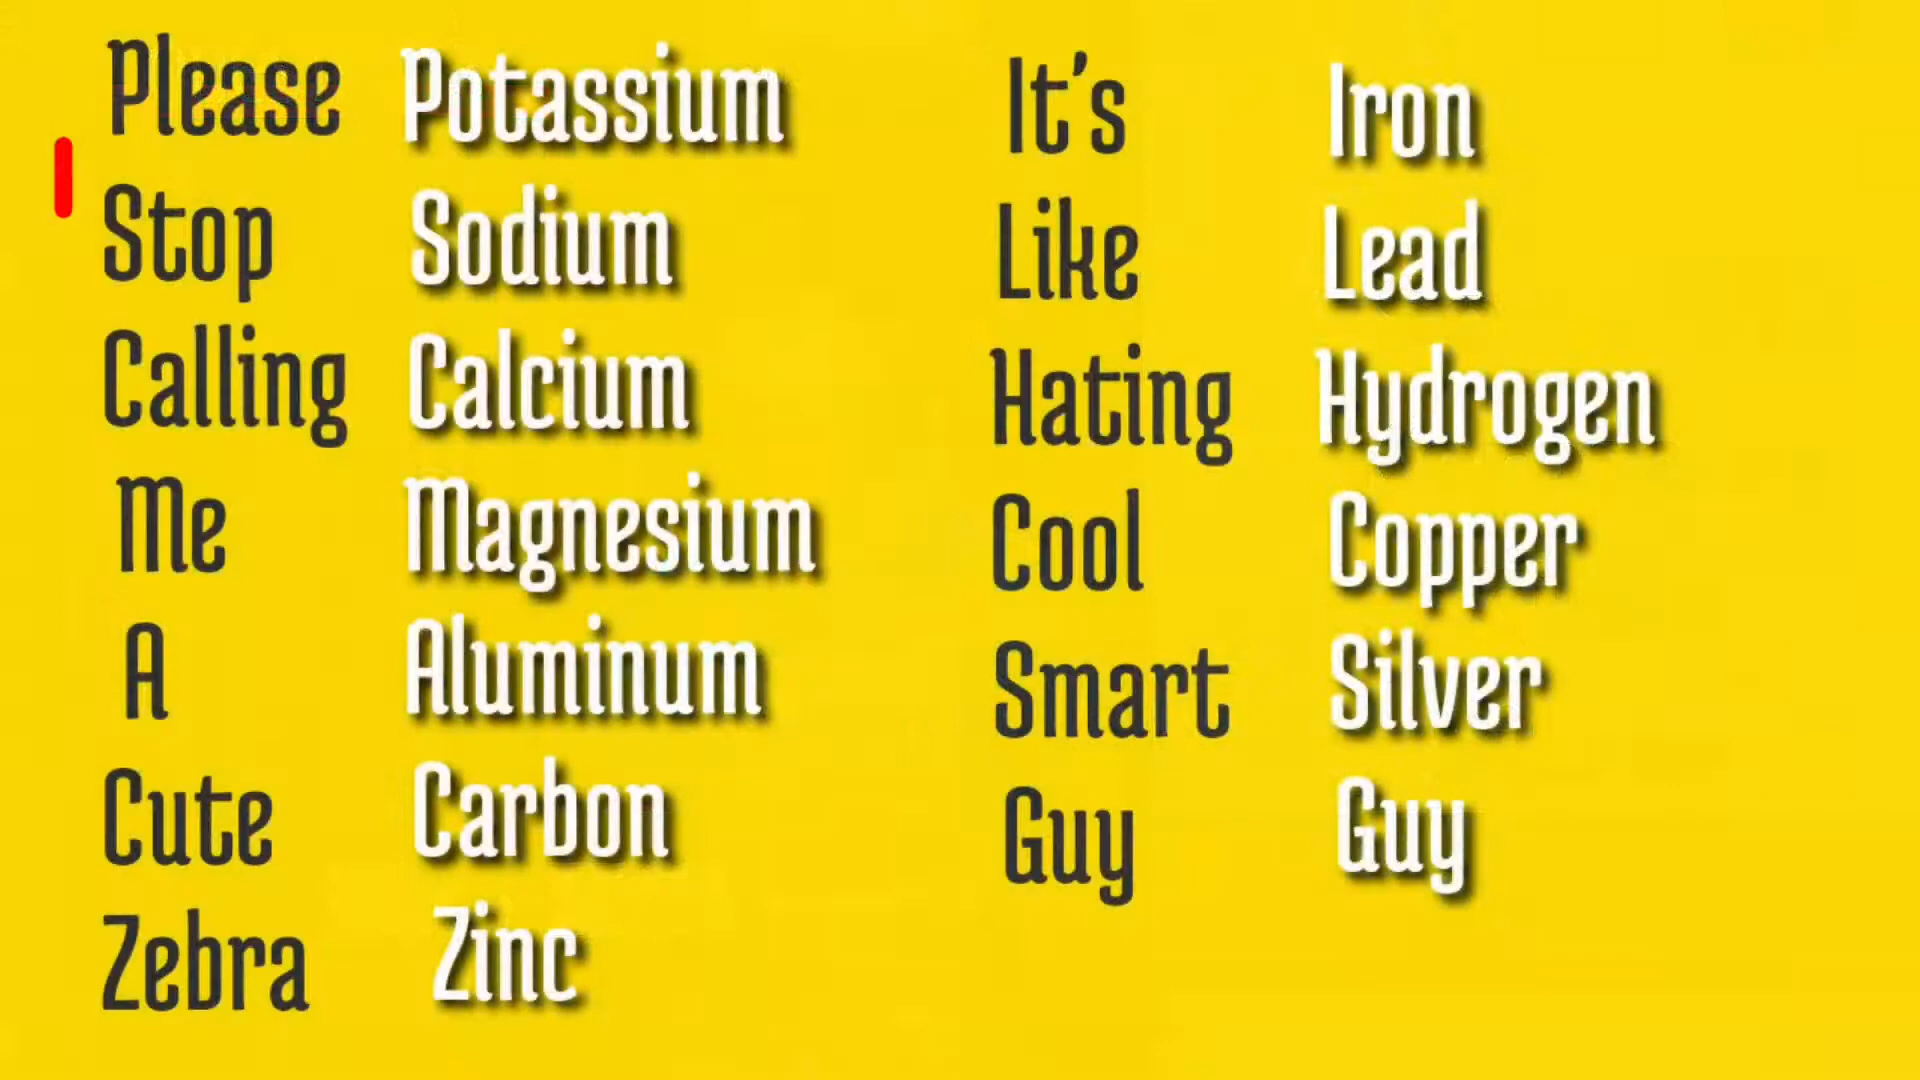 Please Potassium
Stop Sodium
Calling Calcium
Me Magnesium
A Aluminum
Cute Carbon
Zebra Zinc
It's Iron
Like Lead
Hating Hydrogen
Cool Copper
Smart Silver
Guy Guy